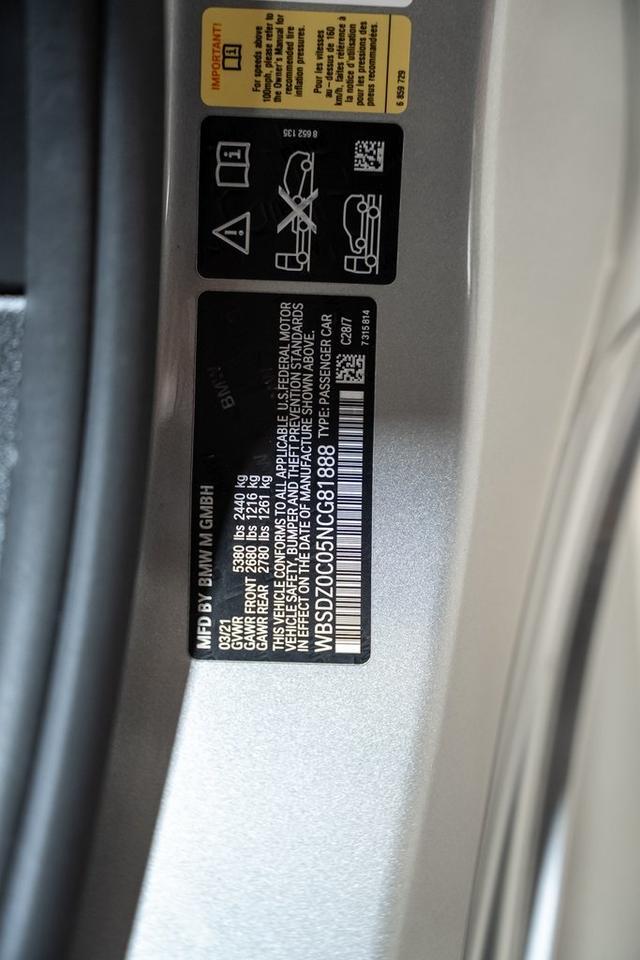 IMPORTANT!
For speeds above
100mph, please refer to
the Owner's Manual for
recommended tire
inflation pressures.
Pour les vitesses
au-dessus de 160
km/h, faites référence à
la notice d'utilisation
pour les pressions des
pneus recommandées.
6 859 729
8 652 135
BMW
MFD BY BMW M GMBH
03/21
GVWR 5380 lbs 2440 kg
GAWR FRONT 2680 lbs 1216 kg
GAWR REAR 2780 lbs 1261 kg
THIS VEHICLE CONFORMS TO ALL APPLICABLE U.S.FEDERAL MOTOR
VEHICLE SAFETY, BUMPER AND THEFT PREVENTION STANDARDS
IN EFFECT ON THE DATE OF MANUFACTURE SHOWN ABOVE.
WBSDZ0C05NCG81888 TYPE: PASSENGER CAR
C28/7
7 315 814